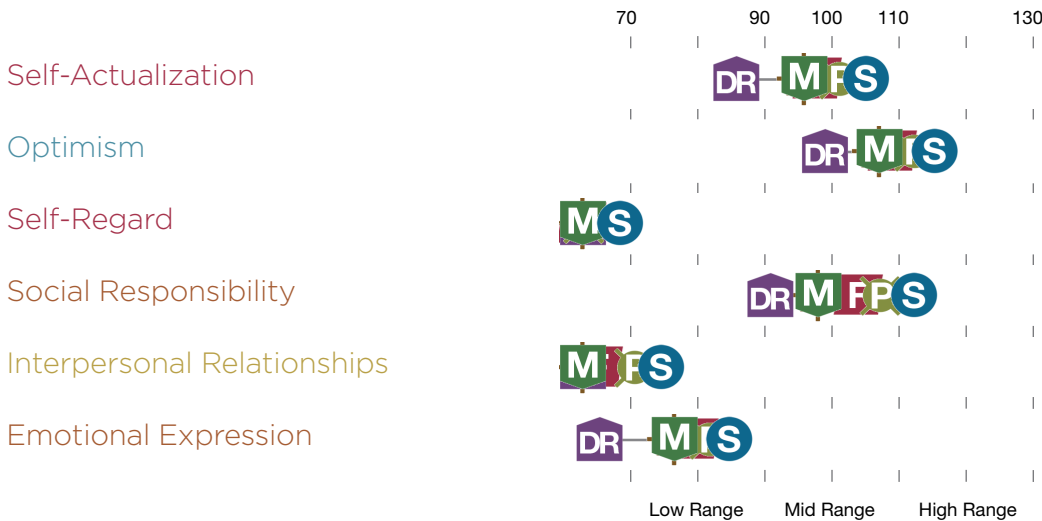 70 90 100 110 130
Self-Actualization DR M P S
Optimism DR M S
Self-Regard M S
Social Responsibility DR M F P S
Interpersonal Relationships M P S
Emotional Expression DR M S
Low Range Mid Range High Range